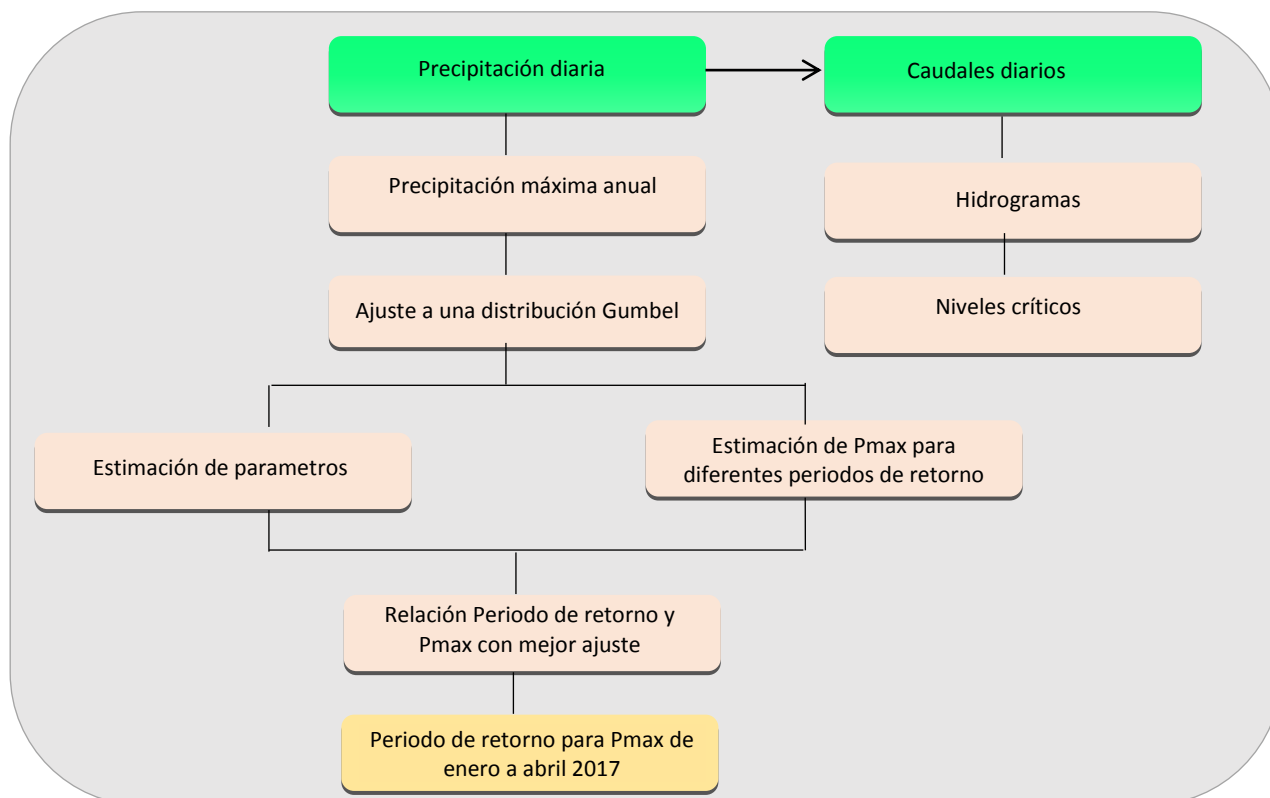 Precipitación diaria
Caudales diarios
Precipitación máxima anual
Hidrogramas
Ajuste a una distribución Gumbel
Niveles críticos
Estimación de parametros
Estimación de Pmax para
diferentes periodos de retorno
Relación Periodo de retorno y
Pmax con mejor ajuste
Periodo de retorno para Pmax de
enero a abril 2017